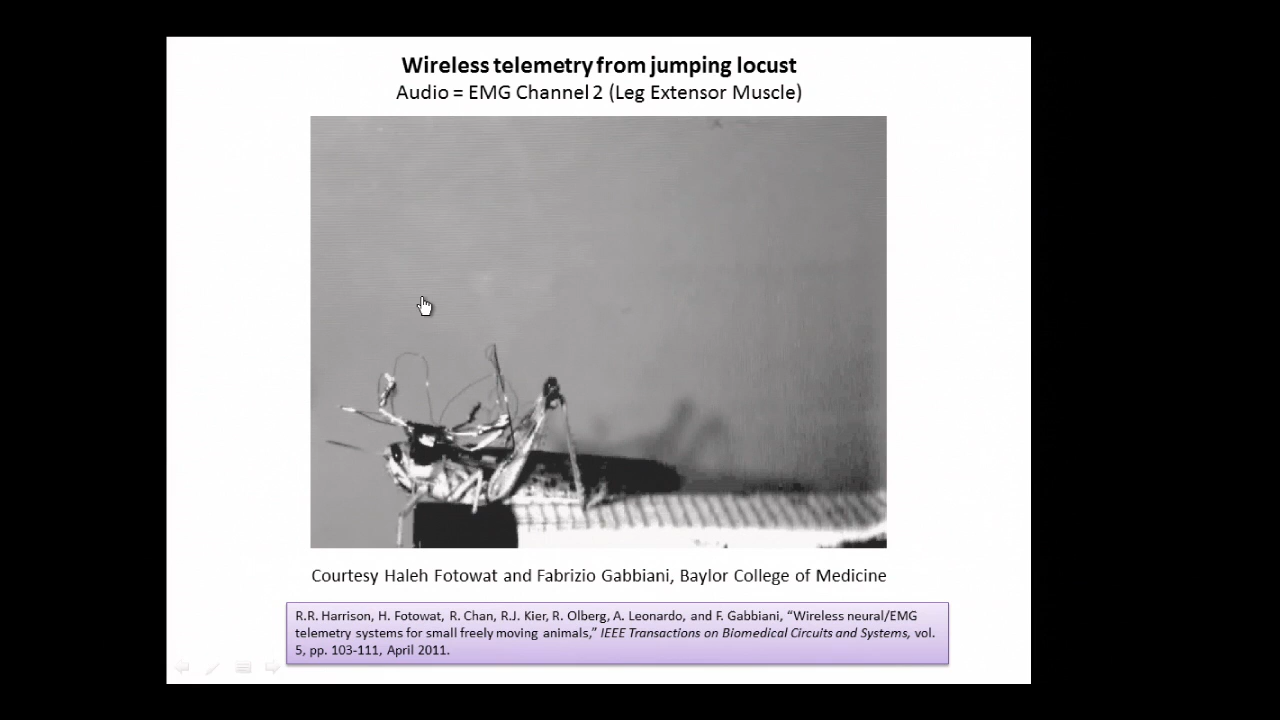 Wireless telemetry from jumping locust
Audio = EMG Channel 2 (Leg Extensor Muscle)
Courtesy Haleh Fotowat and Fabrizio Gabbiani, Baylor College of Medicine
R.R. Harrison, H. Fotowat, R. Chan, R.J. Kier, R. Olberg, A. Leonardo, and F. Gabbiani, “Wireless neural/EMG
telemetry systems for small freely moving animals,” IEEE Transactions on Biomedical Circuits and Systems, vol.
5, pp. 103-111, April 2011.